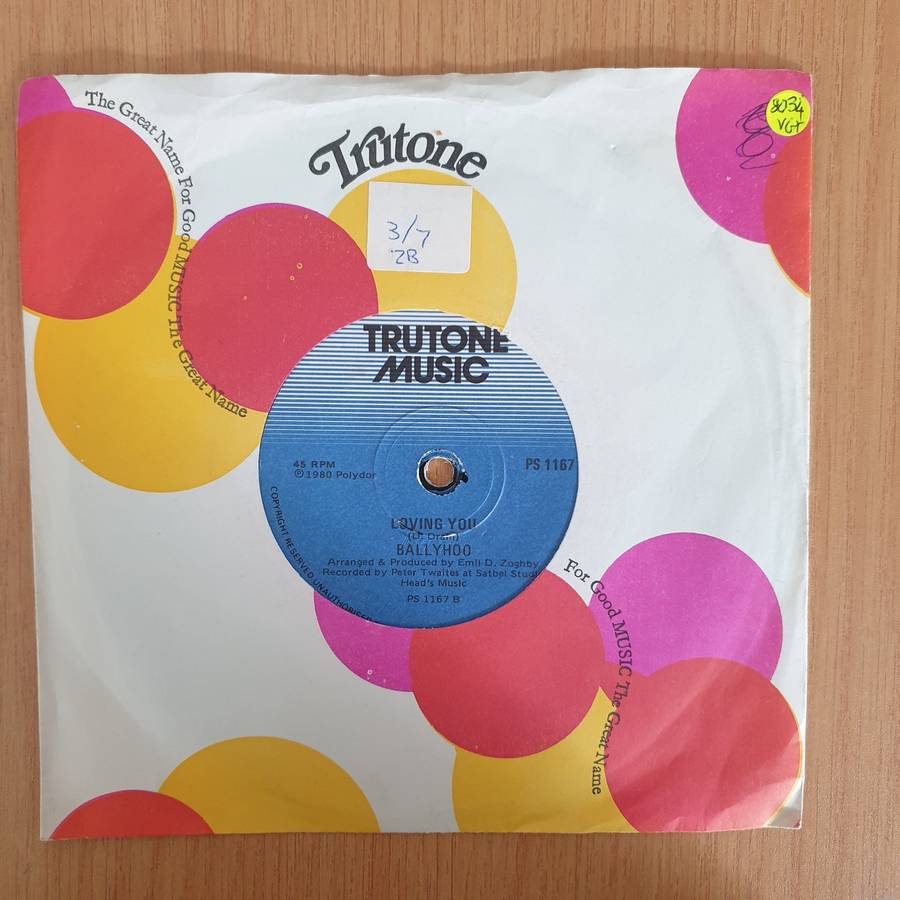 The Great Name For Good MUSIC The Great Name
Trutone
8034
VG+
3/7
2B
TRUTONE
MUSIC
45 RPM
℗ 1980 Polydor
PS 1167
LOVING YOU
BALLYHOO
Arranged & Produced by Emil D. Zoghby
Recorded by Peter Twaites at Satbel Studi
Head's Music
PS 1167 B
COPYRIGHT RESERVED UNAUTHORISED
For Good MUSIC The Great Name